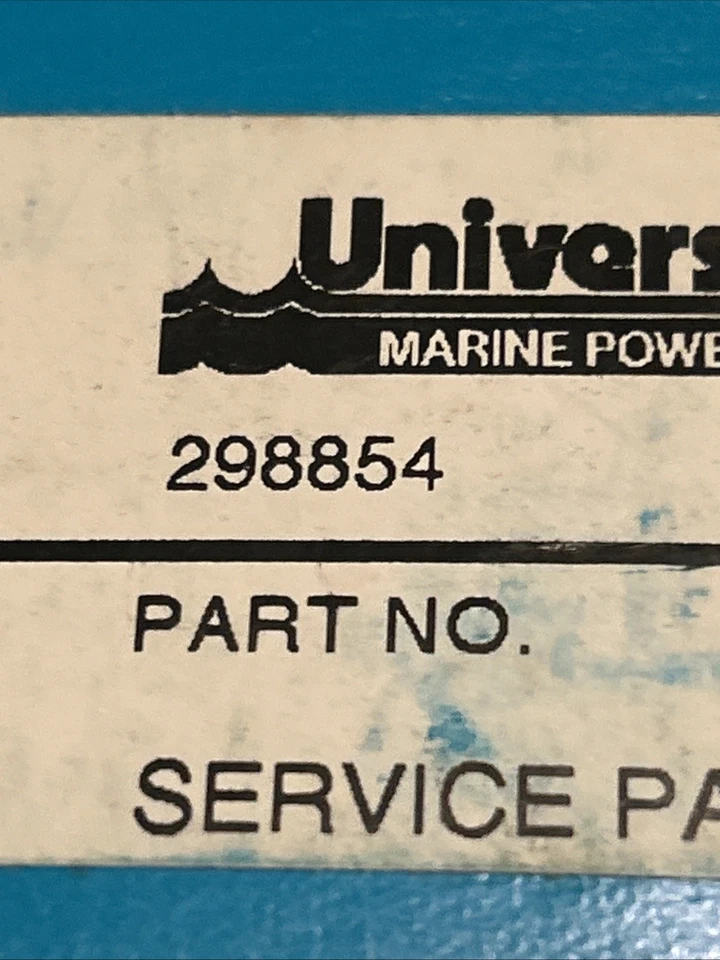 Univers
MARINE POWE
298854
PART NO.
SERVICE PA